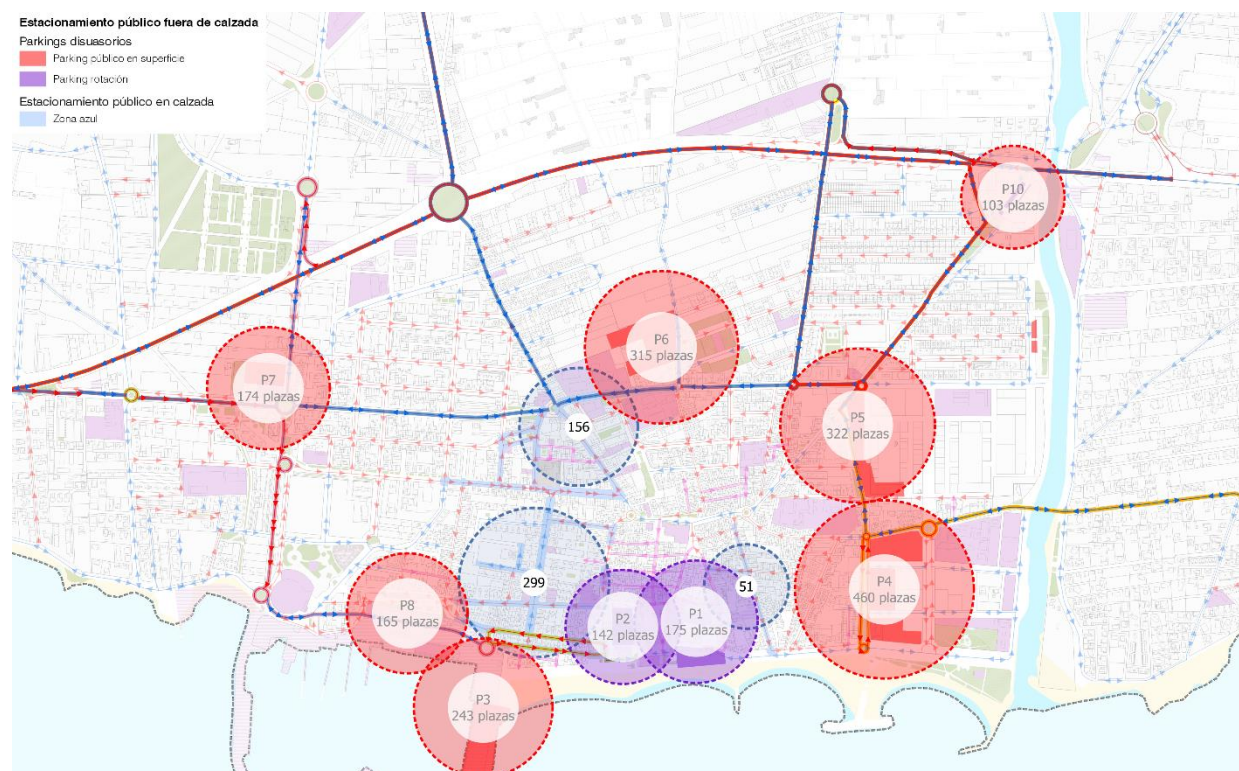 Estacionamiento público fuera de calzada
Parkings disuasorios
Parking público en superficie
Parking rotación
Estacionamiento público en calzada
Zona azul
P10
103 plazas
P6
315 plazas
P7
174 plazas
156
P5
322 plazas
299
51
P4
460 plazas
P8
165 plazas
P2
142 plazas
P1
175 plazas
P3
243 plazas